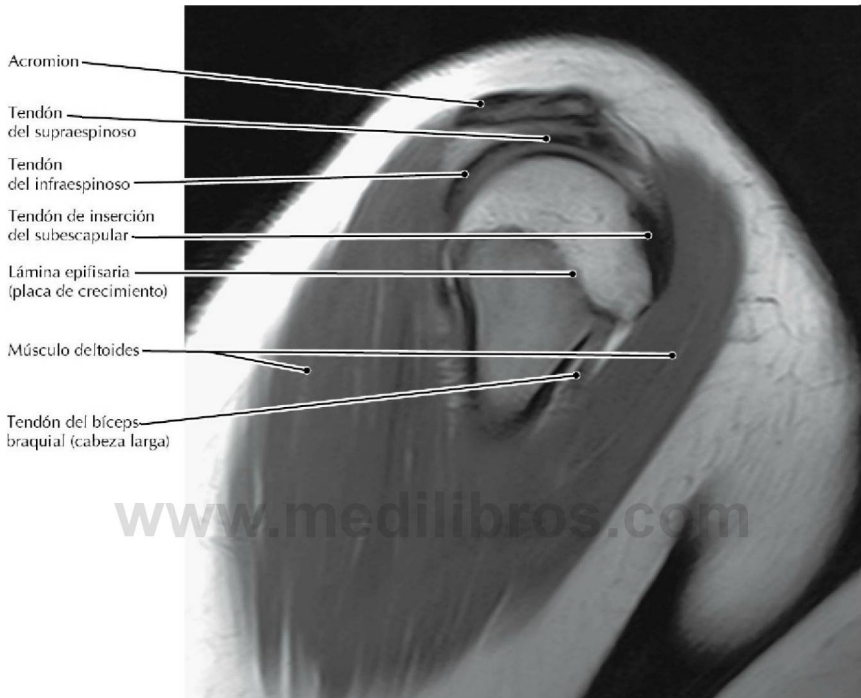 Acromion
Tendón
del supraespinoso
Tendón
del infraespinoso
Tendón de inserción
del subescapular
Lámina epifisaria
(placa de crecimiento)
Músculo deltoides
Tendón del bíceps
braquial (cabeza larga)
www.medilibros.com